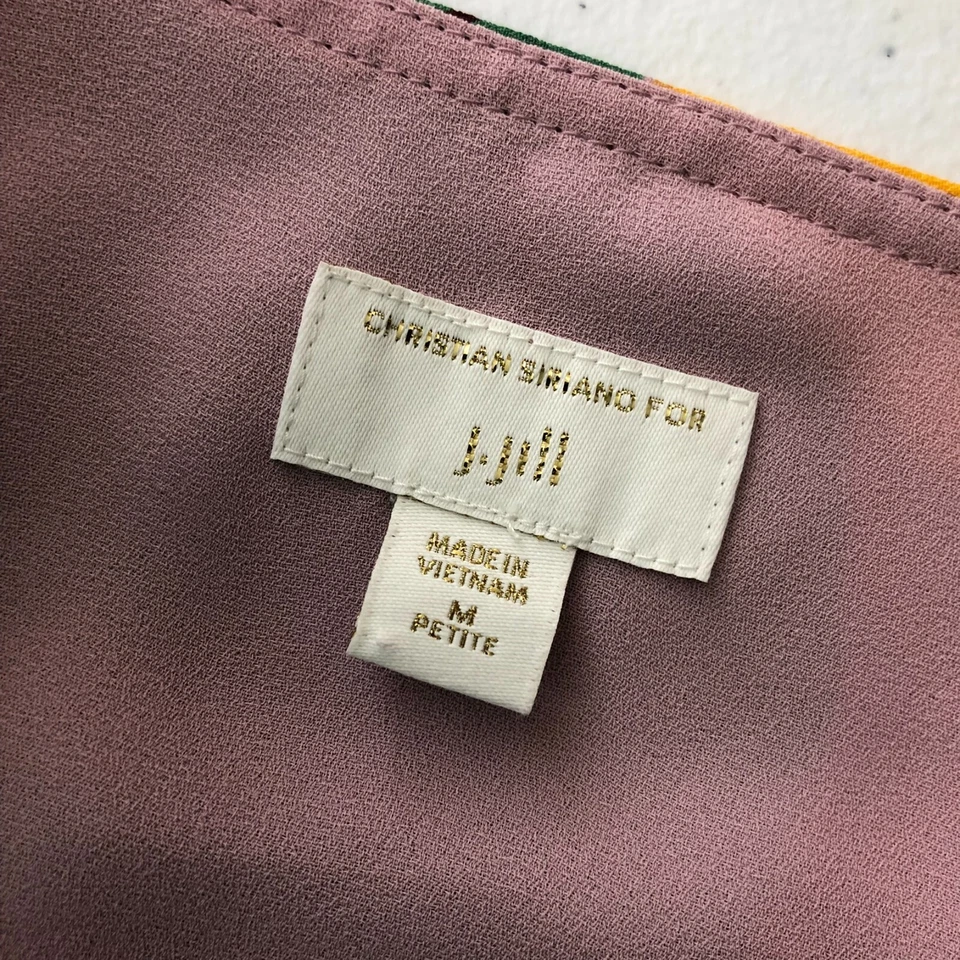 CHRISTIAN SIRIANO FOR
J.Jill
MADE IN
VIETNAM
M
PETITE